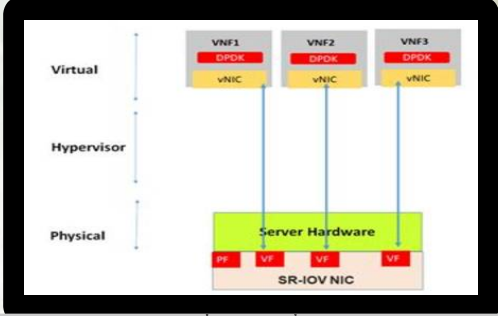 VNF1 VNF2 VNF3
DPDK DPDK DPDK
Virtual
vNIC vNIC vNIC
Hypervisor
Server Hardware
Physical
PF VF VF VF
SR-IOV NIC